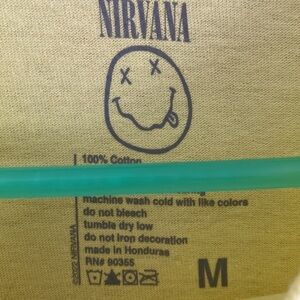 NIRVANA
100% Cotton
machine wash cold with like colors
do not bleach
tumble dry low
do not iron decoration
made in Honduras
RN# 90355
M
©2022 NIRVANA